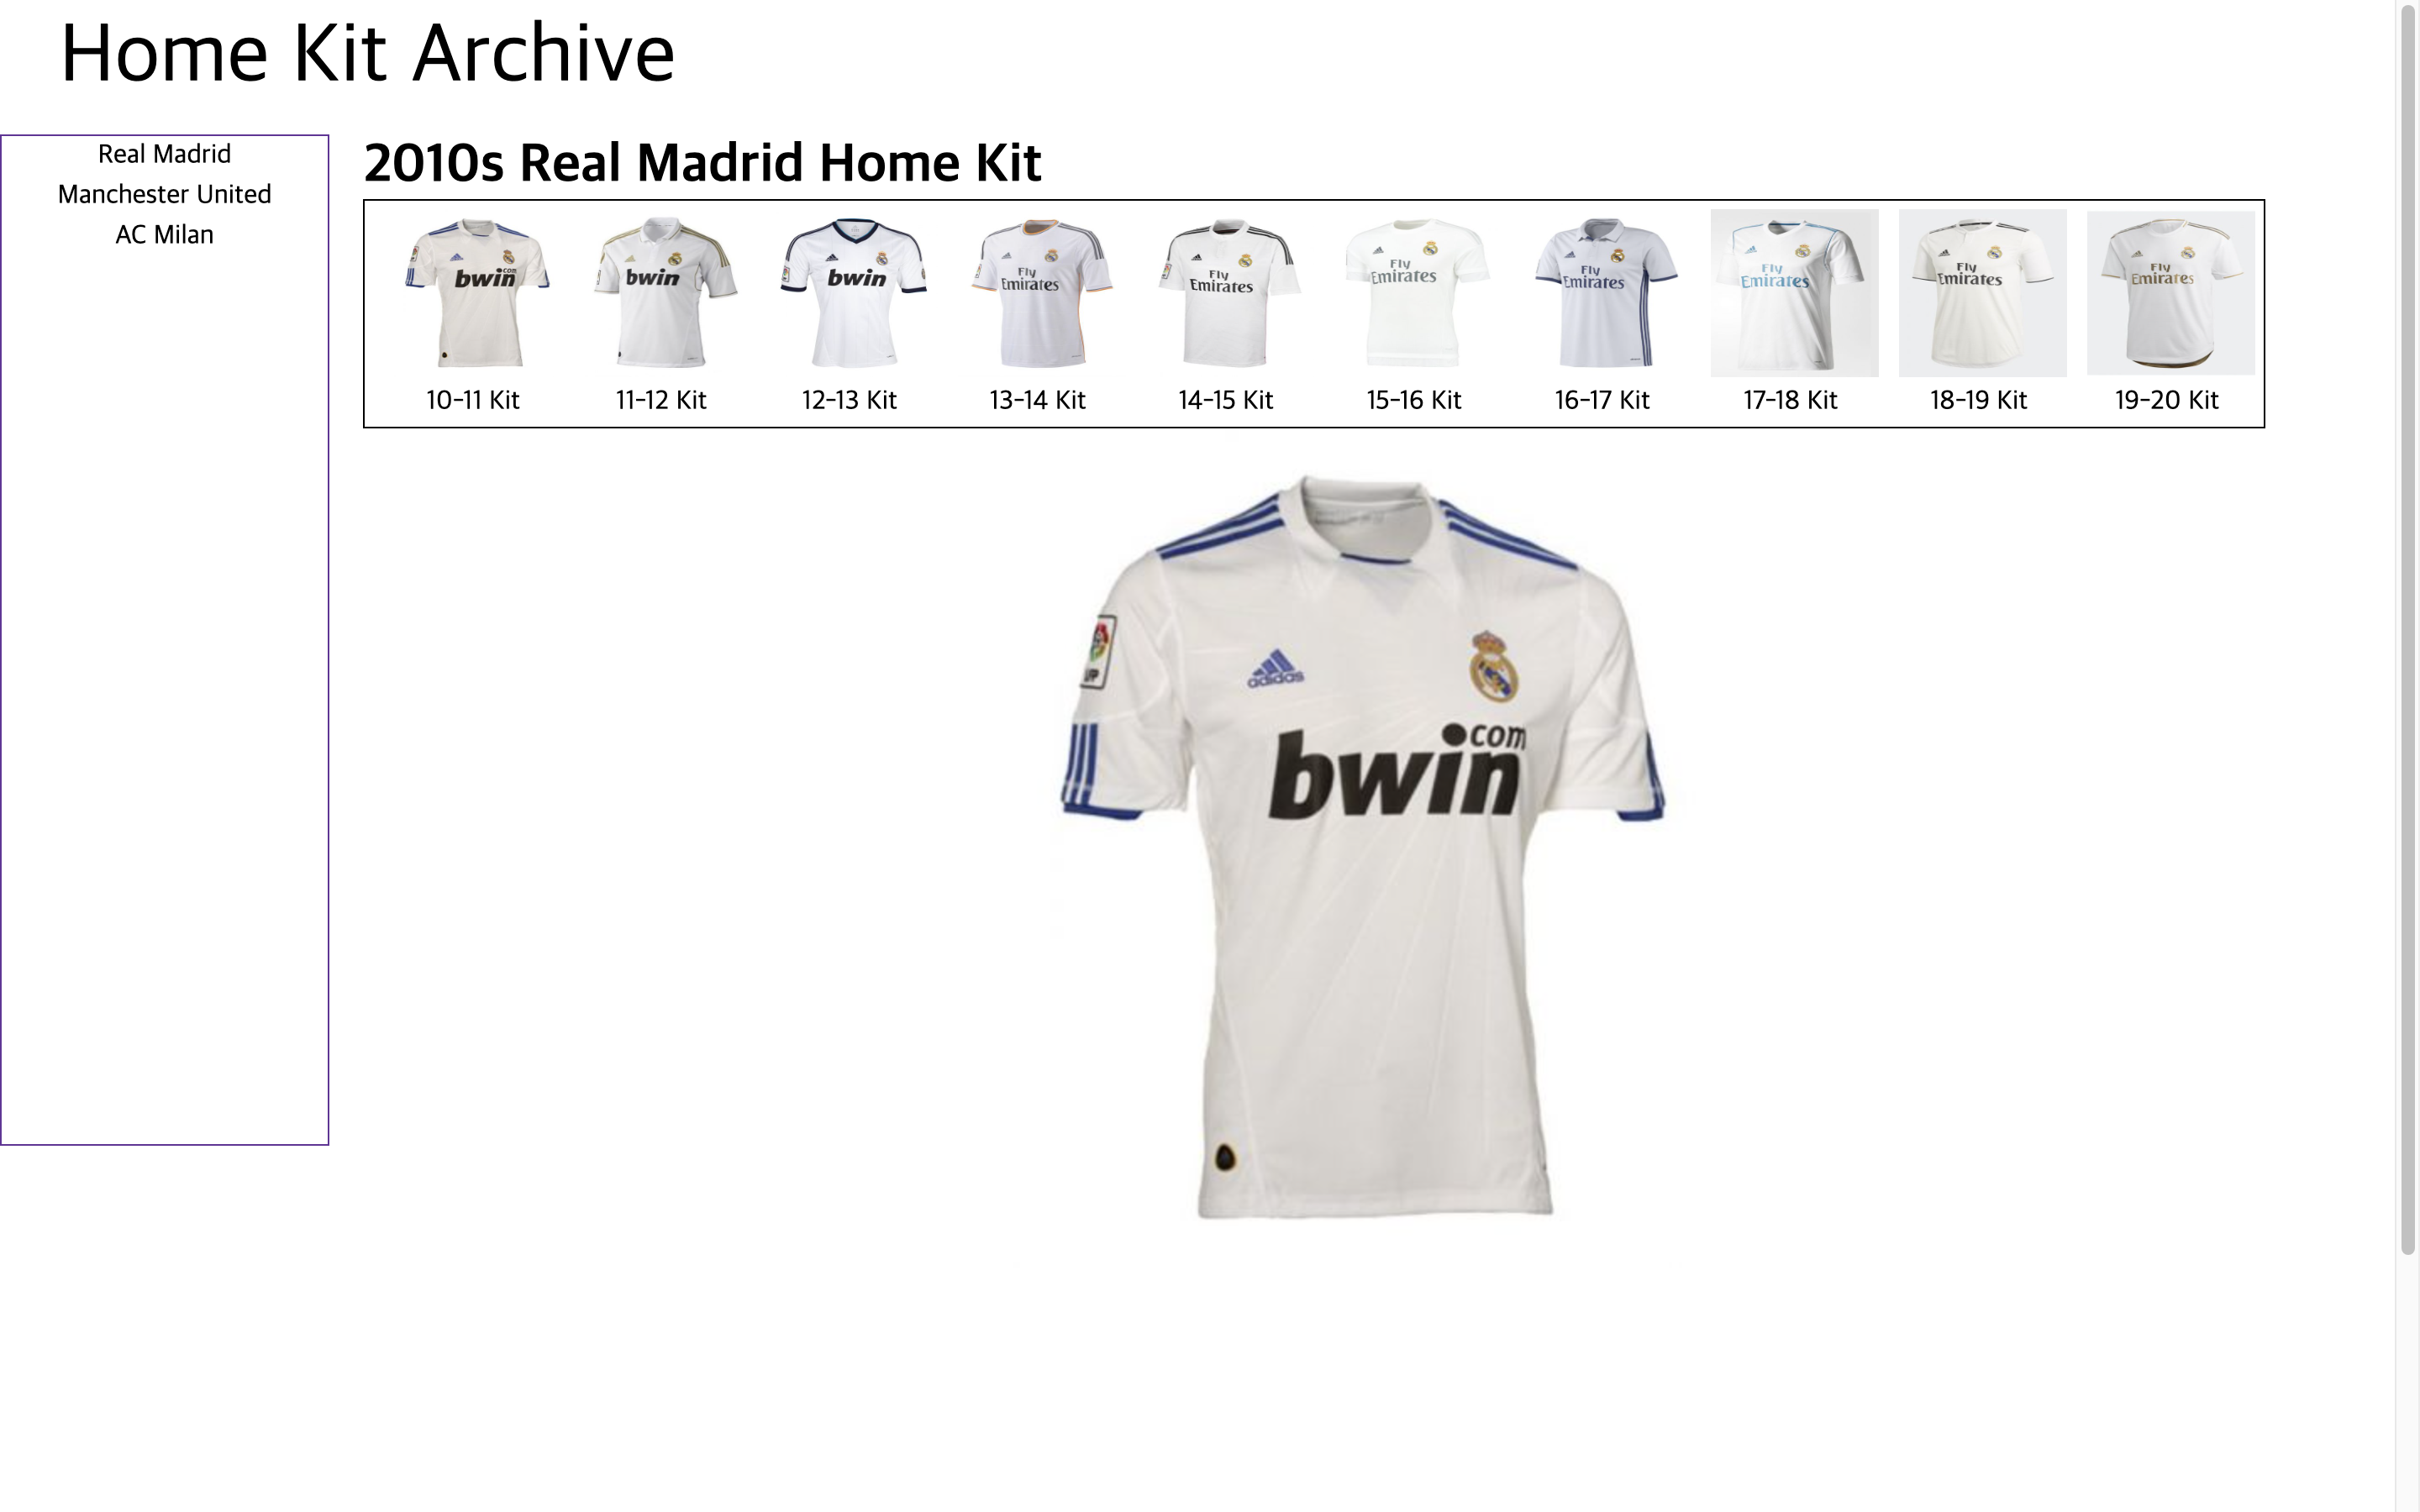 Home Kit Archive
Real Madrid
Manchester United
AC Milan
2010s Real Madrid Home Kit
bwin com
bwin
bwin
Fly
Emirates
Fly
Emirates
Fly
Emirates
Fly
Emirates
Fly
Emirates
Fly
Emirates
Fly
Emirates
10-11 Kit
11-12 Kit
12-13 Kit
13-14 Kit
14-15 Kit
15-16 Kit
16-17 Kit
17-18 Kit
18-19 Kit
19-20 Kit
adidas
com
bwin